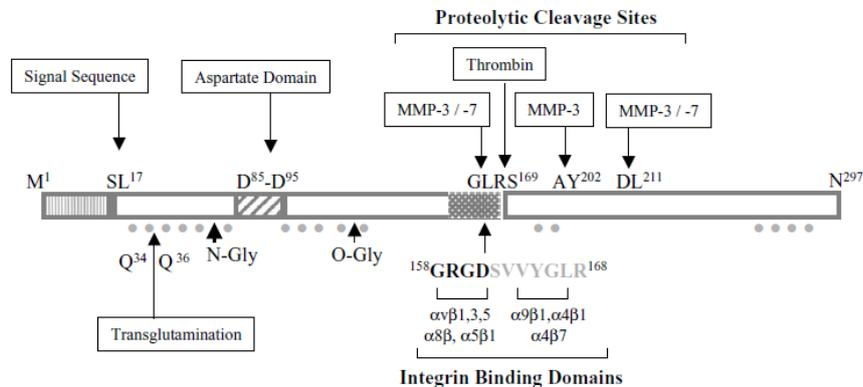 Proteolytic Cleavage Sites
Signal Sequence
Aspartate Domain
Thrombin
MMP-3 / -7
MMP-3
MMP-3 / -7
M¹ SL¹⁷ D⁸⁵-D⁹⁵ GLRS¹⁶⁹ AY²⁰² DL²¹¹ N²⁹⁷
Q³⁴ Q³⁶ N-Gly O-Gly
¹⁵⁸GRGDSVVYGLR¹⁶⁸
Transglutamination
αvβ1,3,5 α9β1,α4β1
α8β, α5β1 α4β7
Integrin Binding Domains